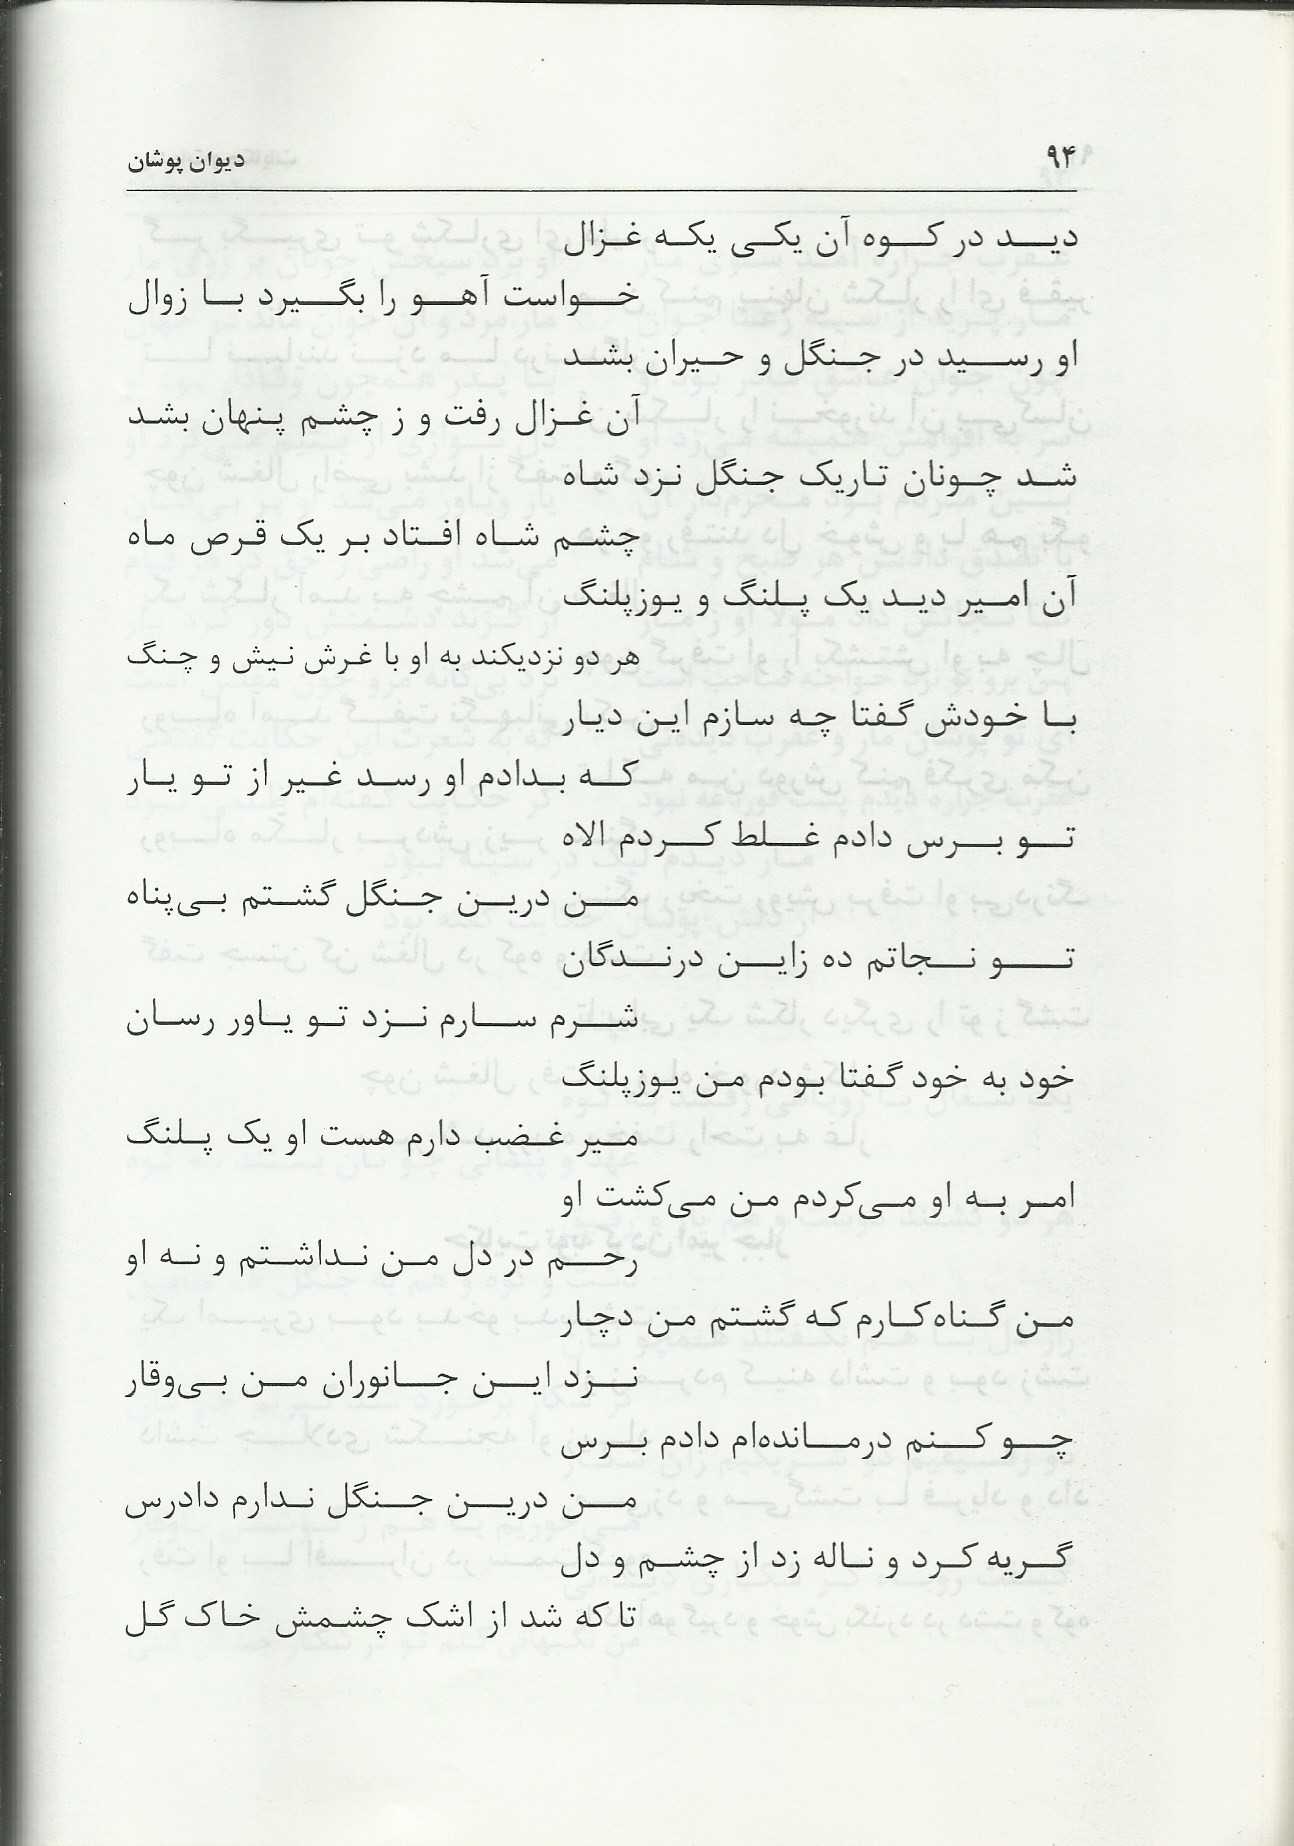 ۹۴ دیوان پوشان
دید در کوه آن یکی یکه غزال
خواست آهو را بگیرد با زوال
او رسید در جنگل و حیران بشد
آن غزال رفت و ز چشم پنهان بشد
شد چونان تاریک جنگل نزد شاه
چشم شاه افتاد بر یک قرص ماه
آن امیر دید یک پلنگ و یوزپلنگ
هر دو نزدیکند به او با غرش نیش و چنگ
با خودش گفتا چه سازم این دیار
که بدادم او رسد غیر از تو یار
تو برس دادم غلط کردم الاه
من درین جنگل گشتم بی‌پناه
تو نجاتم ده زاین درندگان
شرم سارم نزد تو یاور رسان
خود به خود گفتا بودم من یوزپلنگ
میر غضب دارم هست او یک پلنگ
امر به او می‌کردم من می‌کشت او
رحم در دل من نداشتم و نه او
من گناه‌کارم که گشتم من دچار
نزد این جانوران من بی‌وقار
چو کنم درمانده‌ام دادم برس
من درین جنگل ندارم دادرس
گریه کرد و ناله زد از چشم و دل
تا که شد از اشک چشمش خاک گل